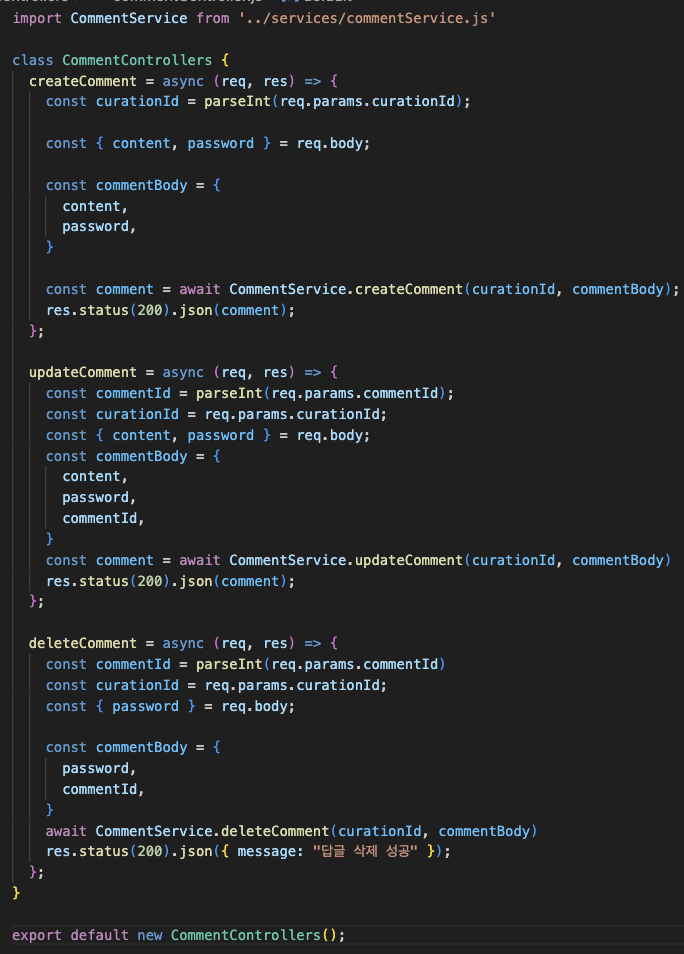 import CommentService from '../services/commentService.js'
class CommentControllers {
createComment = async (req, res) => {
const curationId = parseInt(req.params.curationId);
const { content, password } = req.body;
const commentBody = {
content,
password,
}
const comment = await CommentService.createComment(curationId, commentBody);
res.status(200).json(comment);
};
updateComment = async (req, res) => {
const commentId = parseInt(req.params.commentId);
const curationId = req.params.curationId;
const { content, password } = req.body;
const commentBody = {
content,
password,
commentId,
}
const comment = await CommentService.updateComment(curationId, commentBody)
res.status(200).json(comment);
};
deleteComment = async (req, res) => {
const commentId = parseInt(req.params.commentId)
const curationId = req.params.curationId;
const { password } = req.body;
const commentBody = {
password,
commentId,
}
await CommentService.deleteComment(curationId, commentBody)
res.status(200).json({ message: "답글 삭제 성공" });
};
}
export default new CommentControllers();